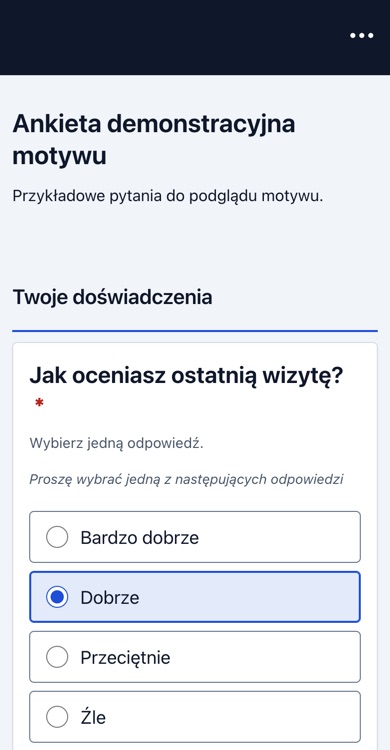 Ankieta demonstracyjna
motywu
Przykładowe pytania do podglądu motywu.
Twoje doświadczenia
Jak oceniasz ostatnią wizytę?
*
Wybierz jedną odpowiedź.
Proszę wybrać jedną z następujących odpowiedzi
Bardzo dobrze
Dobrze
Przeciętnie
Źle